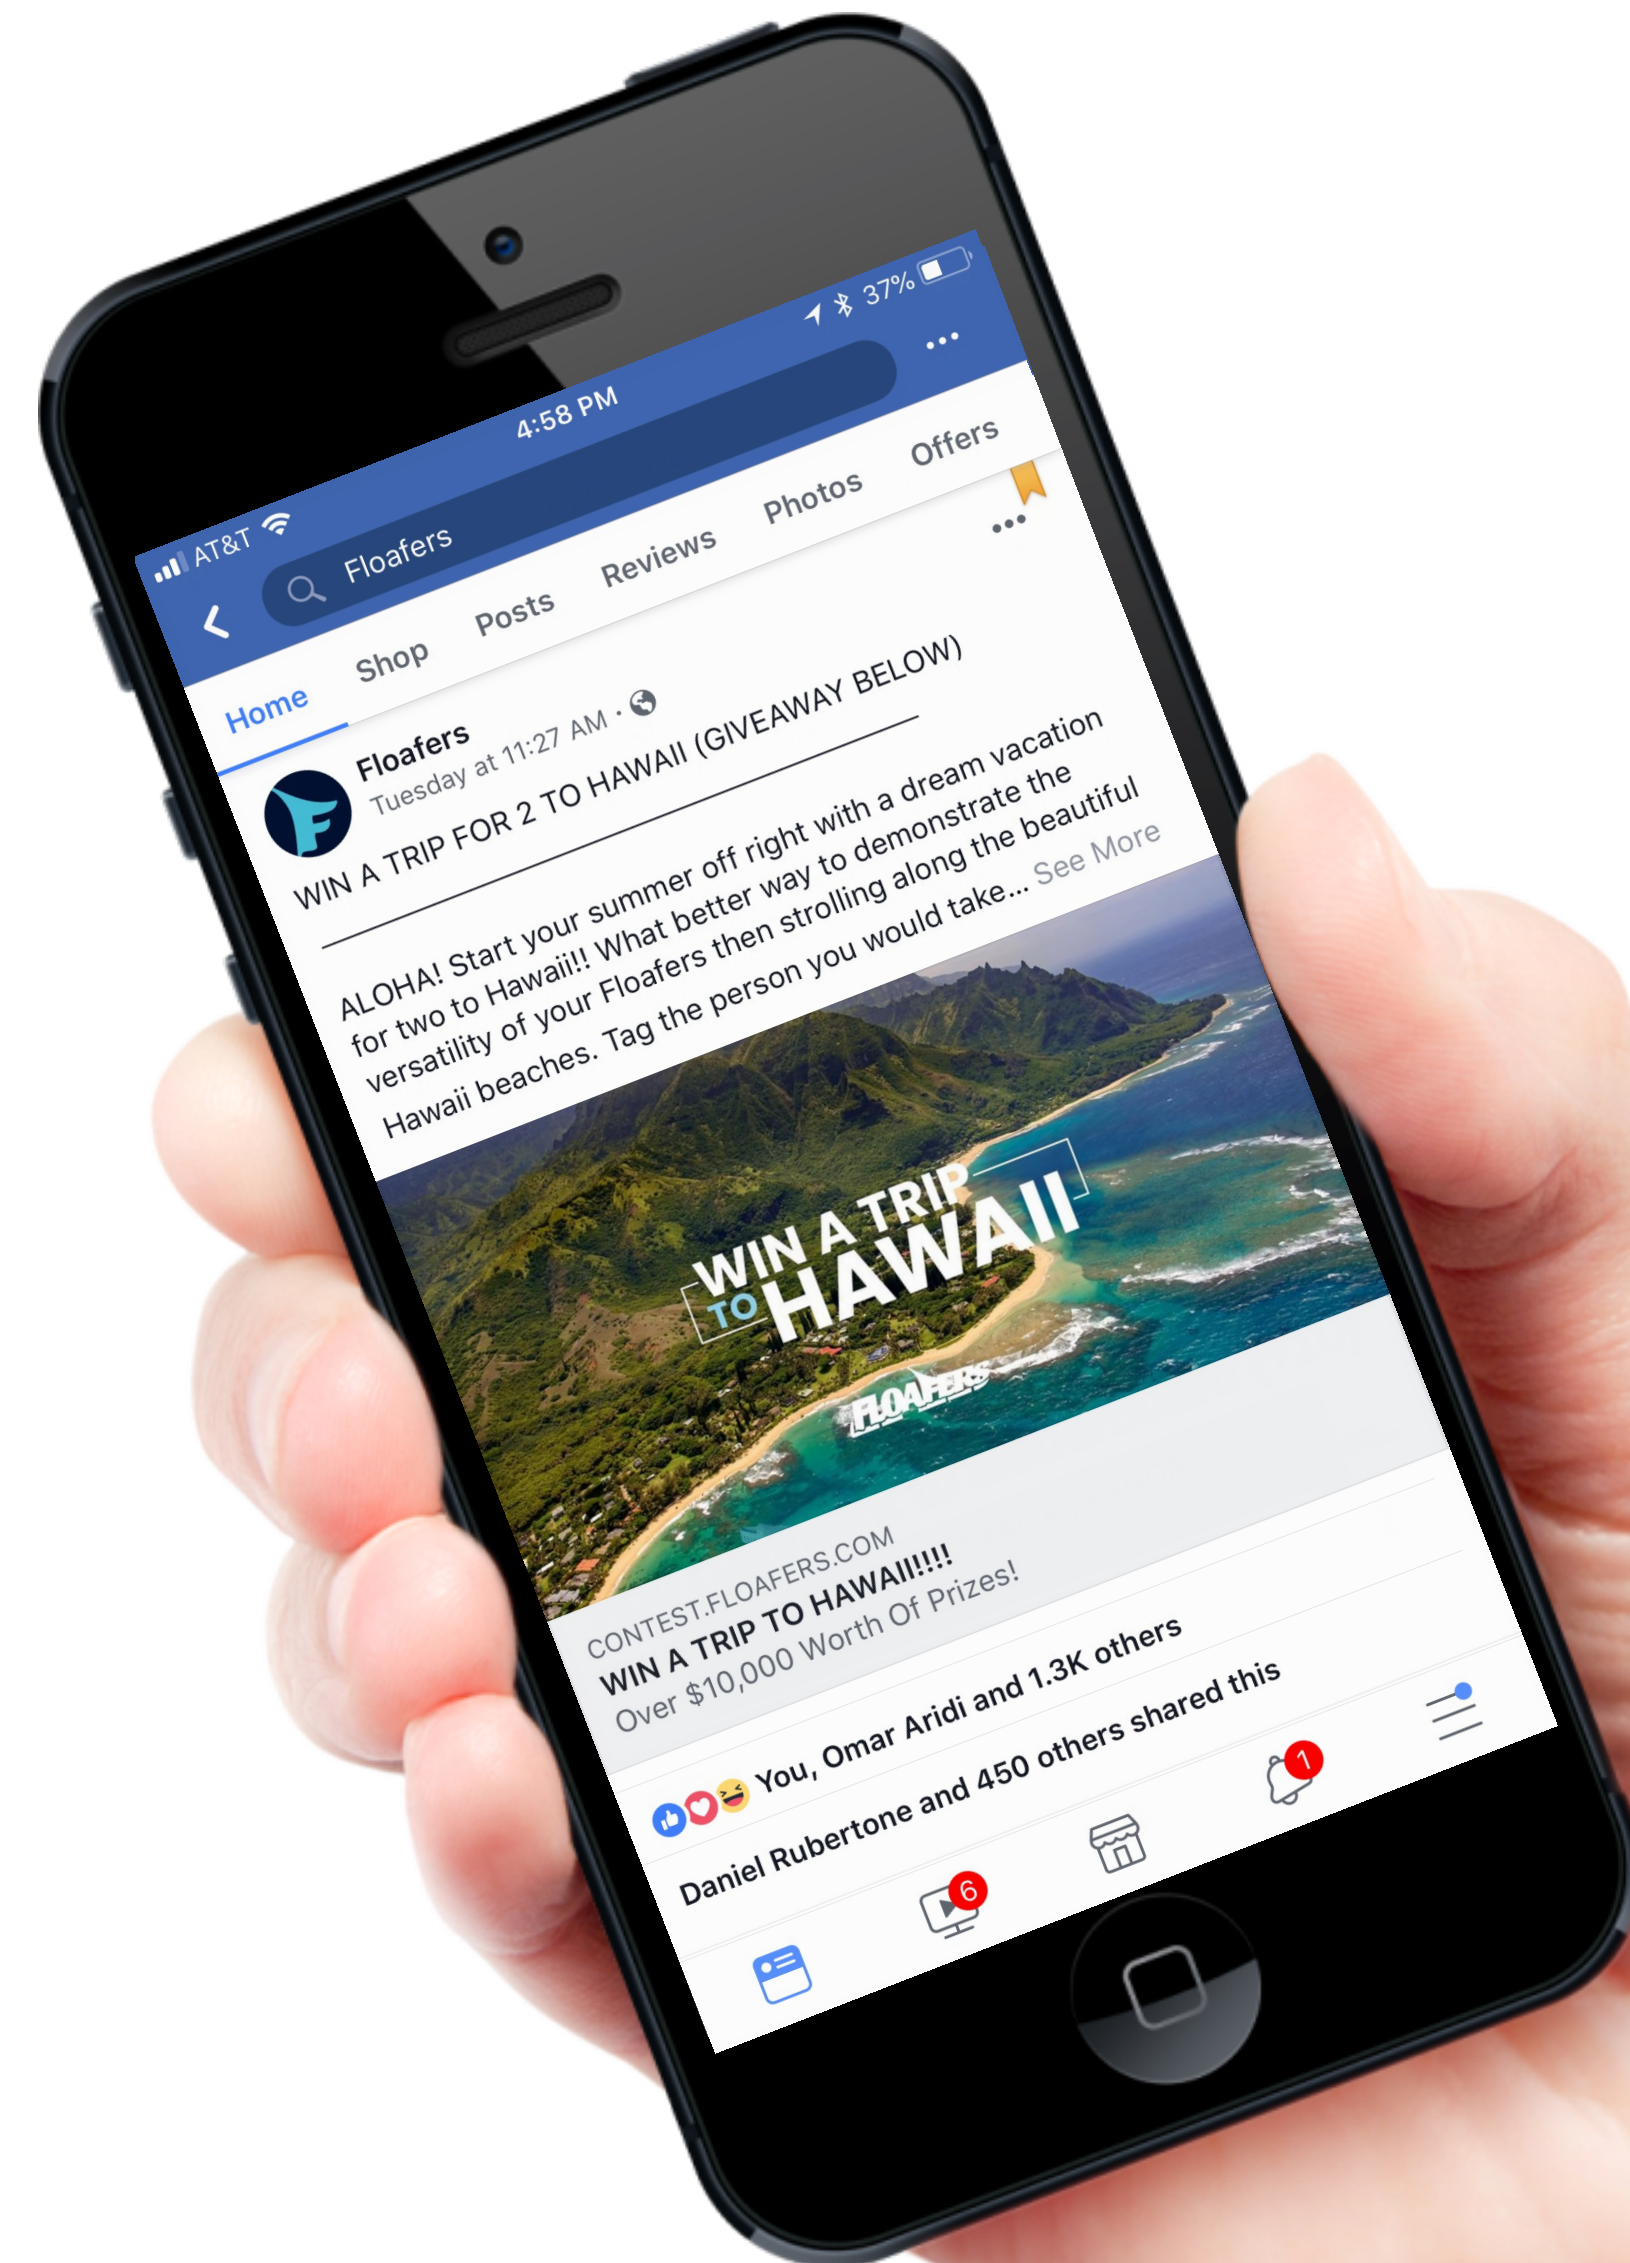 AT&T 4:58 PM 37%
Floafers
Home Shop Posts Reviews Photos Offers
Floafers
Tuesday at 11:27 AM ·
WIN A TRIP FOR 2 TO HAWAII (GIVEAWAY BELOW)
ALOHA! Start your summer off right with a dream vacation
for two to Hawaii!! What better way to demonstrate the
versatility of your Floafers then strolling along the beautiful
Hawaii beaches. Tag the person you would take... See More
WIN A TRIP
TO HAWAII
FLOAFERS
CONTEST.FLOAFERS.COM
WIN A TRIP TO HAWAII!!!!
Over $10,000 Worth Of Prizes!
You, Omar Aridi and 1.3K others
Daniel Rubertone and 450 others shared this
6
1